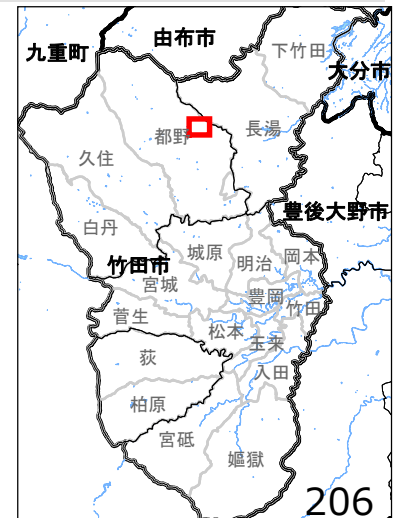 由布市
九重町
下竹田
大分市
長湯
都野
久住
白丹
豊後大野市
城原
岡本
明治
竹田市
宮城
豊岡
竹田
菅生
松本
玉来
荻
入田
柏原
宮砥
嫗獄
206